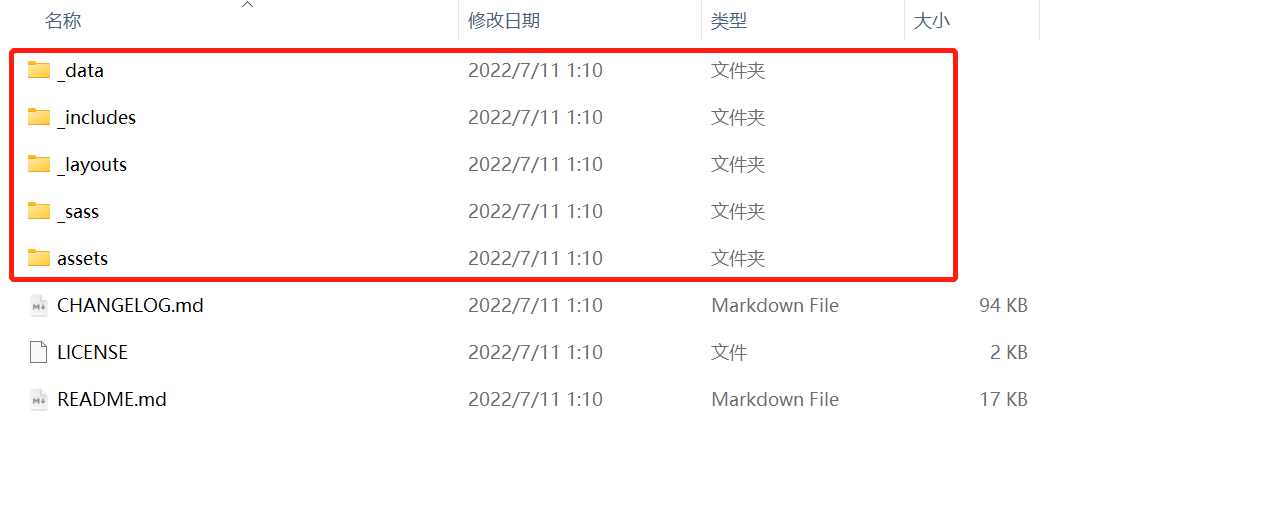 名称 修改日期 类型 大小
_data 2022/7/11 1:10 文件夹
_includes 2022/7/11 1:10 文件夹
_layouts 2022/7/11 1:10 文件夹
_sass 2022/7/11 1:10 文件夹
assets 2022/7/11 1:10 文件夹
CHANGELOG.md 2022/7/11 1:10 Markdown File 94 KB
LICENSE 2022/7/11 1:10 文件 2 KB
README.md 2022/7/11 1:10 Markdown File 17 KB